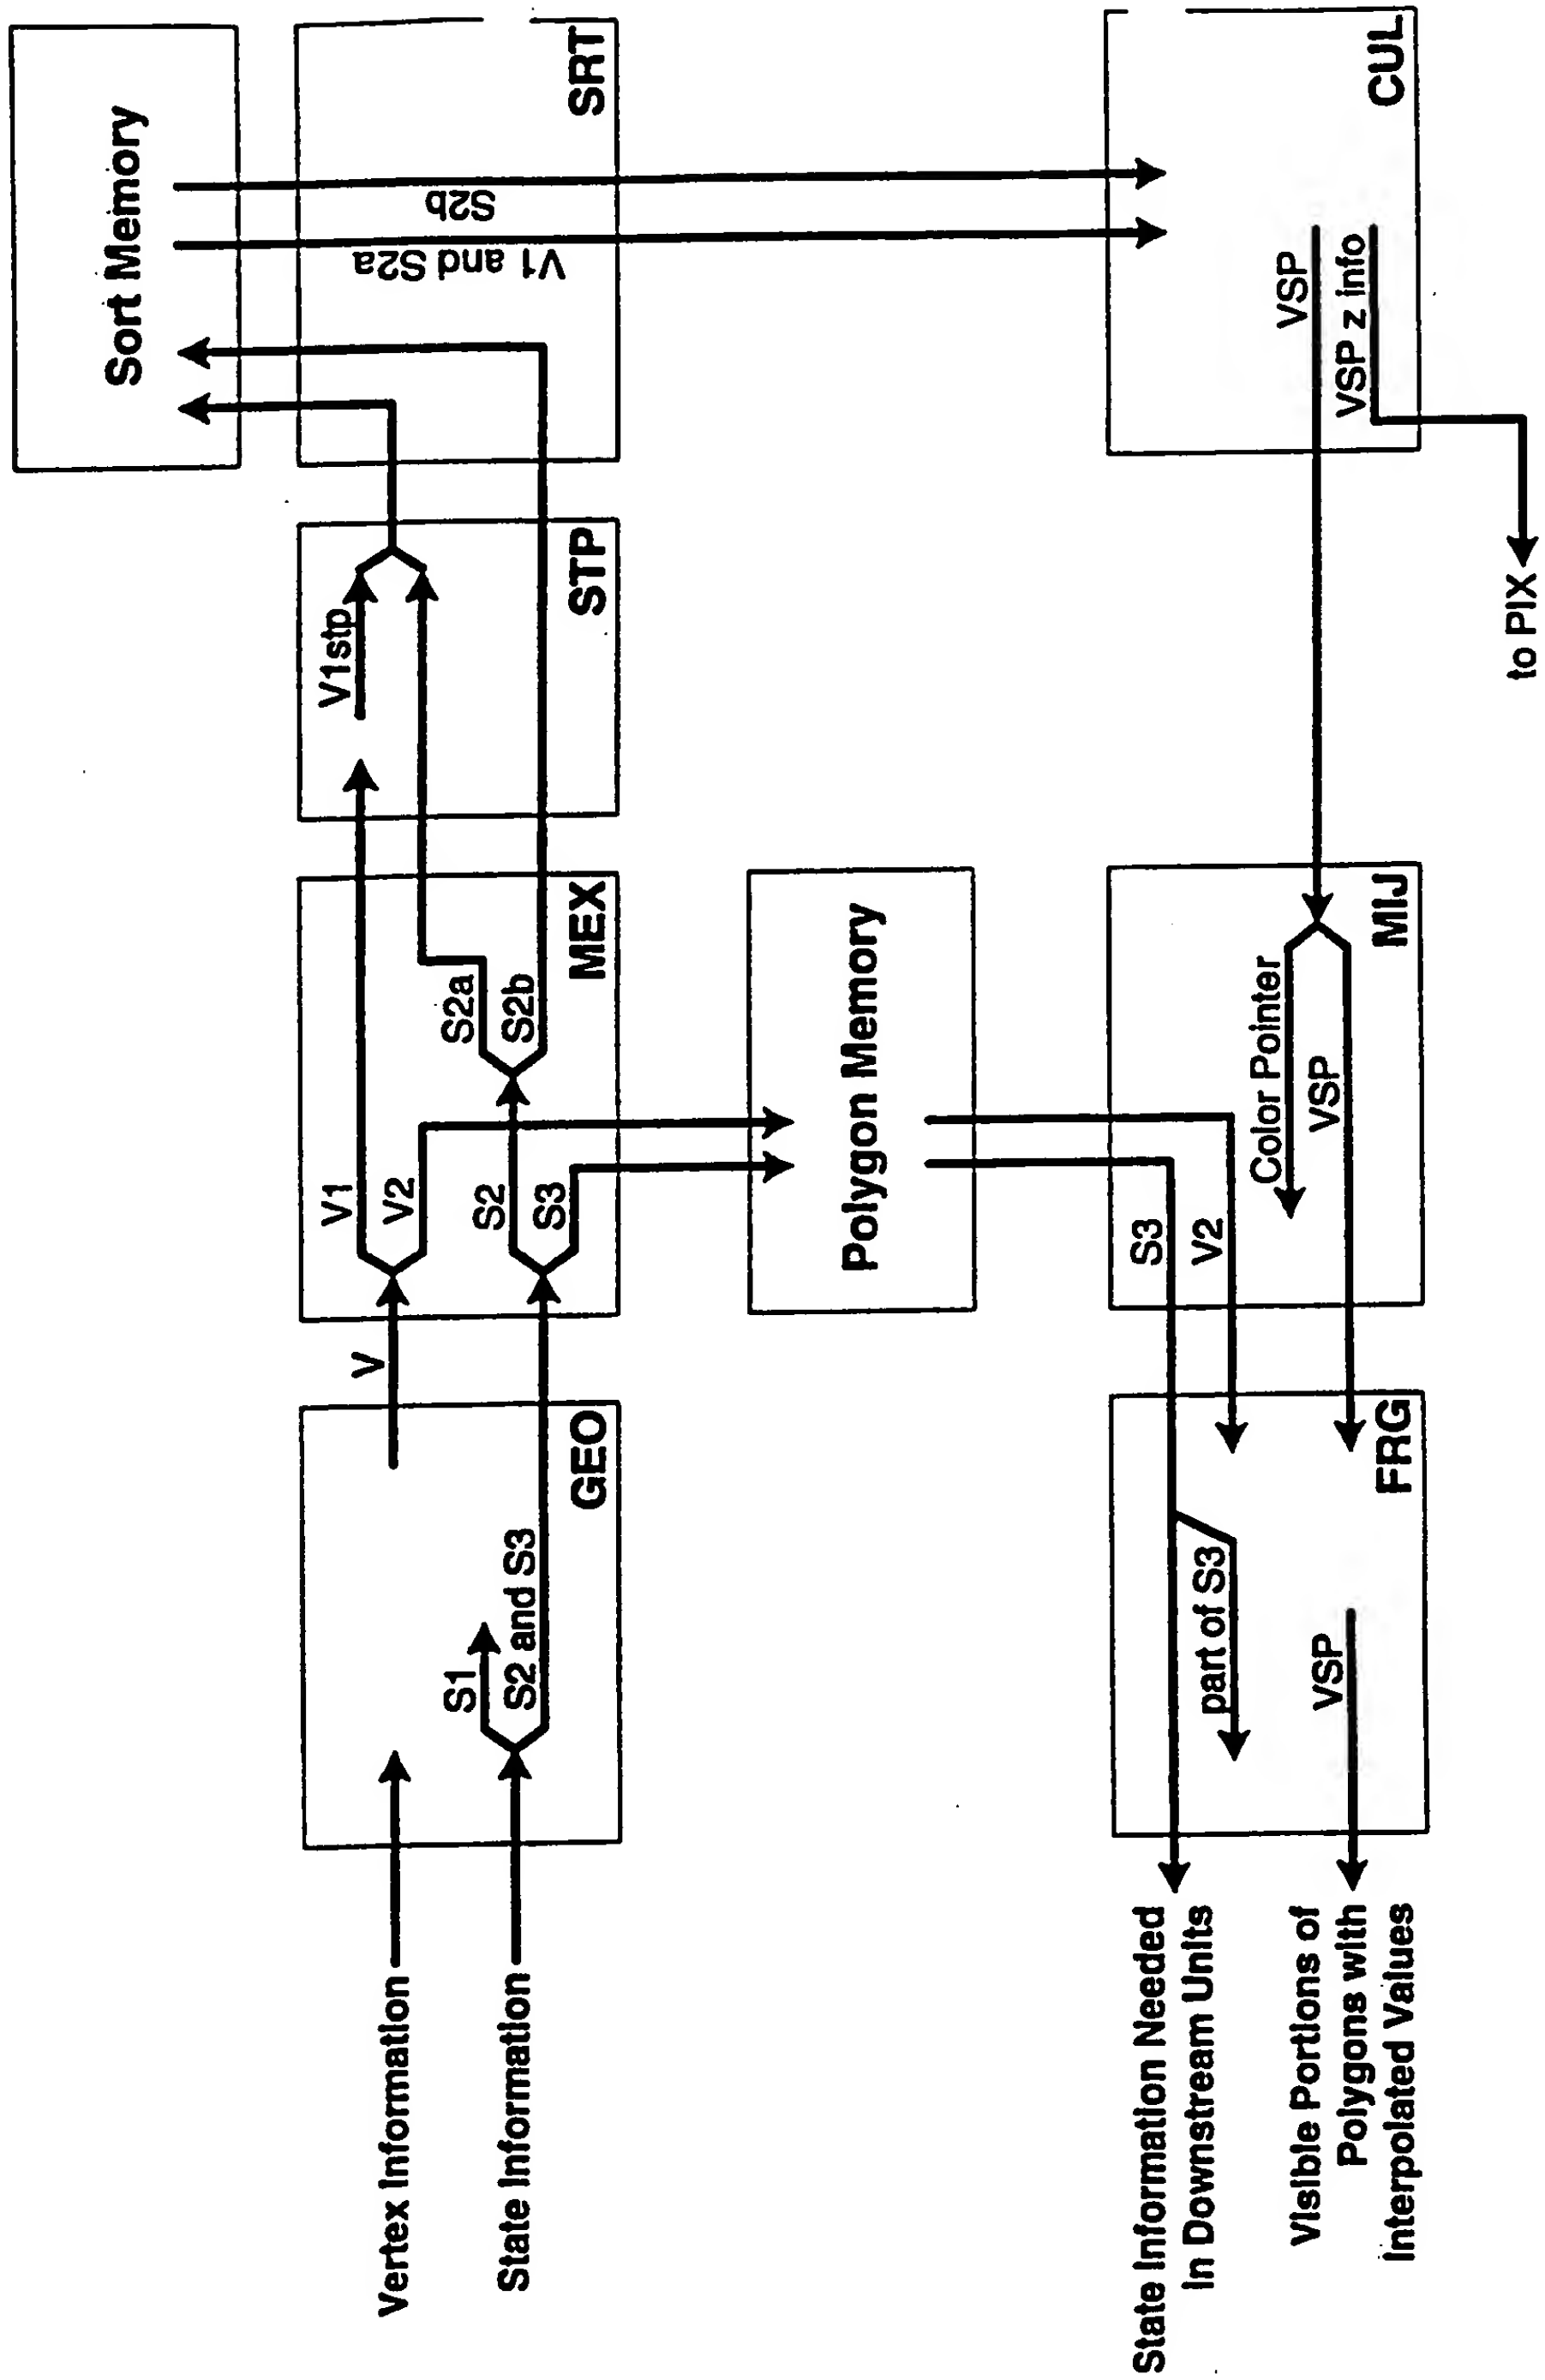 Vertex Information
State Information
S1
S2 and S3
GEO
V
V1
V2
S2
S3
S2a
S2b
MEX
V1stp
STP
SRT
Sort Memory
V1 and S2a
S2b
Polygon Memory
CUL
VSP
VSP z info
to PIX
MIJ
Color Pointer
VSP
S3
V2
FRG
part of S3
VSP
State Information Needed
In Downstream Units
Visible Portions of
Polygons with
Interpolated Values